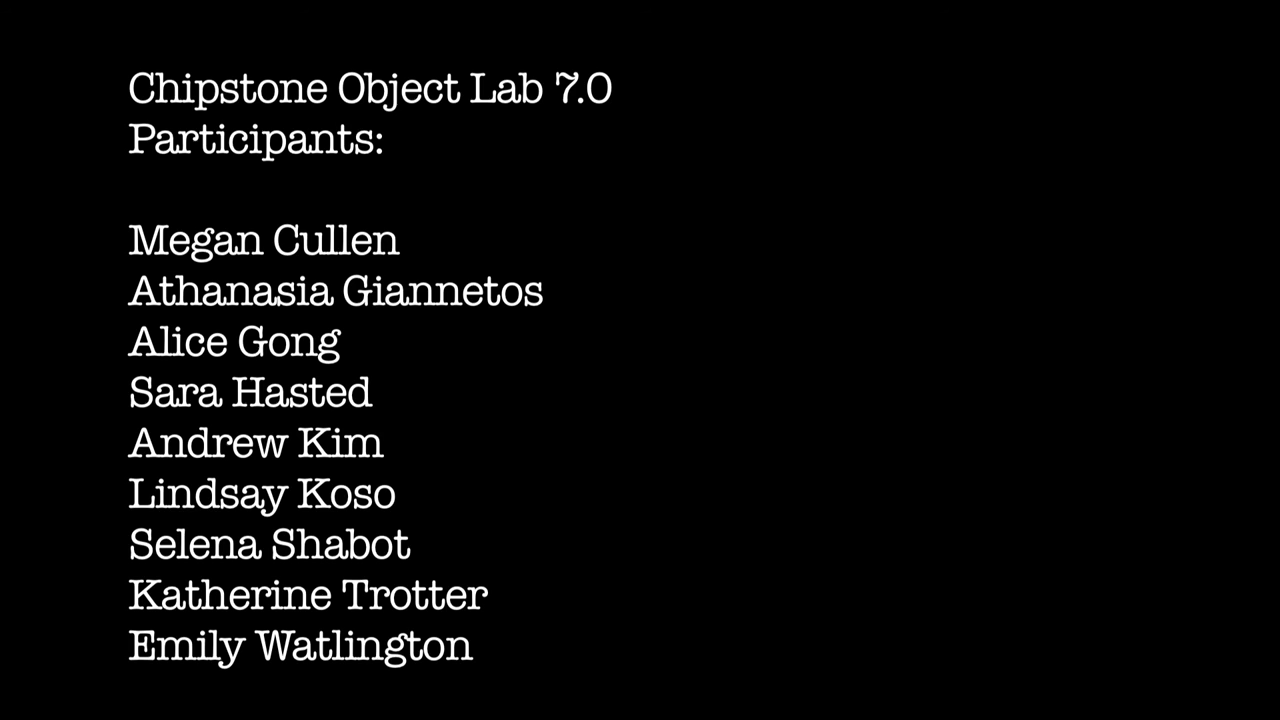 Chipstone Object Lab 7.0
Participants:
Megan Cullen
Athanasia Giannetos
Alice Gong
Sara Hasted
Andrew Kim
Lindsay Koso
Selena Shabot
Katherine Trotter
Emily Watlington